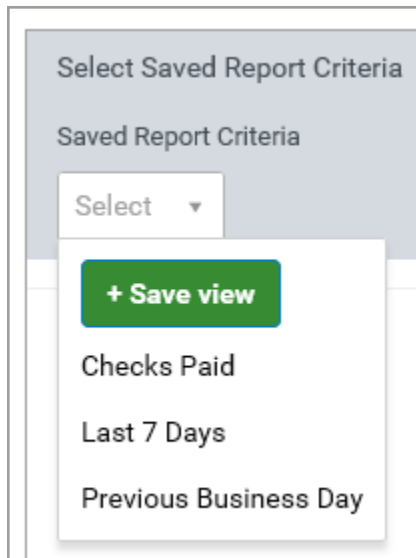 Select Saved Report Criteria
Saved Report Criteria
Select
+ Save view
Checks Paid
Last 7 Days
Previous Business Day